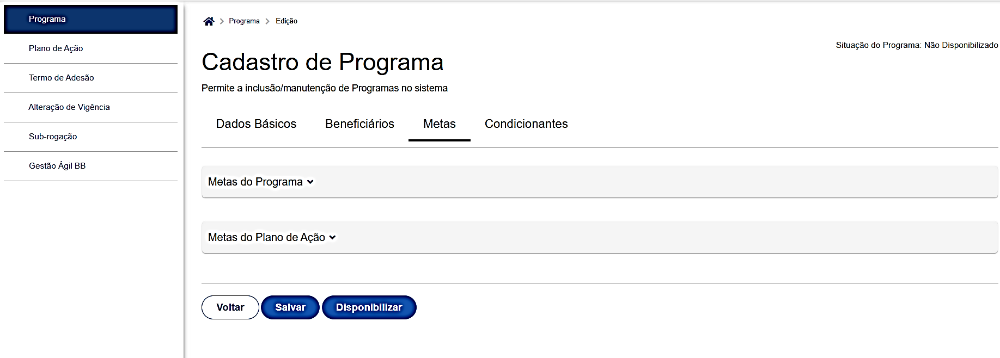 Programa
Plano de Ação
Termo de Adesão
Alteração de Vigência
Sub-rogação
Gestão Ágil BB
Programa Edição
Situação do Programa: Não Disponibilizado
Cadastro de Programa
Permite a inclusão/manutenção de Programas no sistema
Dados Básicos Beneficiários Metas Condicionantes
Metas do Programa
Metas do Plano de Ação
Voltar Salvar Disponibilizar